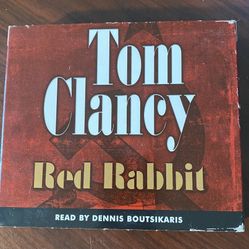 Tom
Clancy
Red Rabbit
READ BY DENNIS BOUTSIKARIS